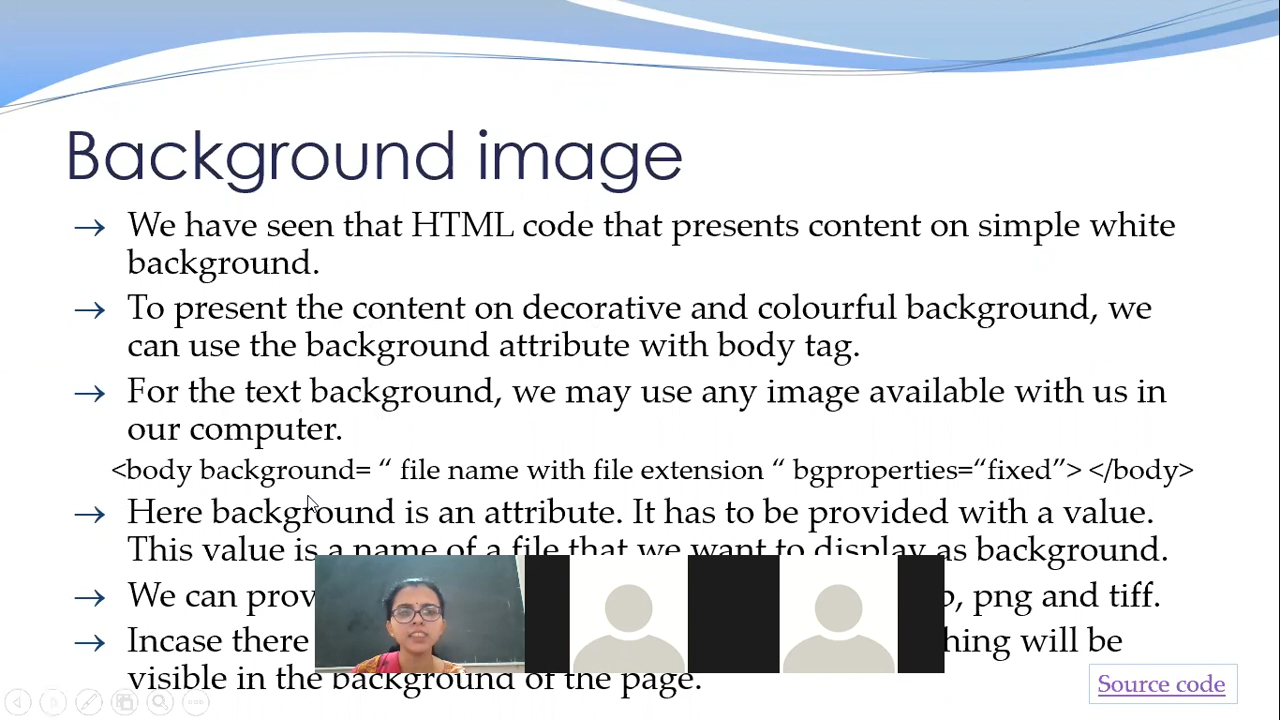 Background image
→ We have seen that HTML code that presents content on simple white
background.
→ To present the content on decorative and colourful background, we
can use the background attribute with body tag.
→ For the text background, we may use any image available with us in
our computer.
<body background= “ file name with file extension “ bgproperties=“fixed”> </body>
→ Here background is an attribute. It has to be provided with a value.
This value is a name of a file that we want to display as background.
→ We can png and tiff.
→ Incase there will be
visible in the background of the page.
Source code